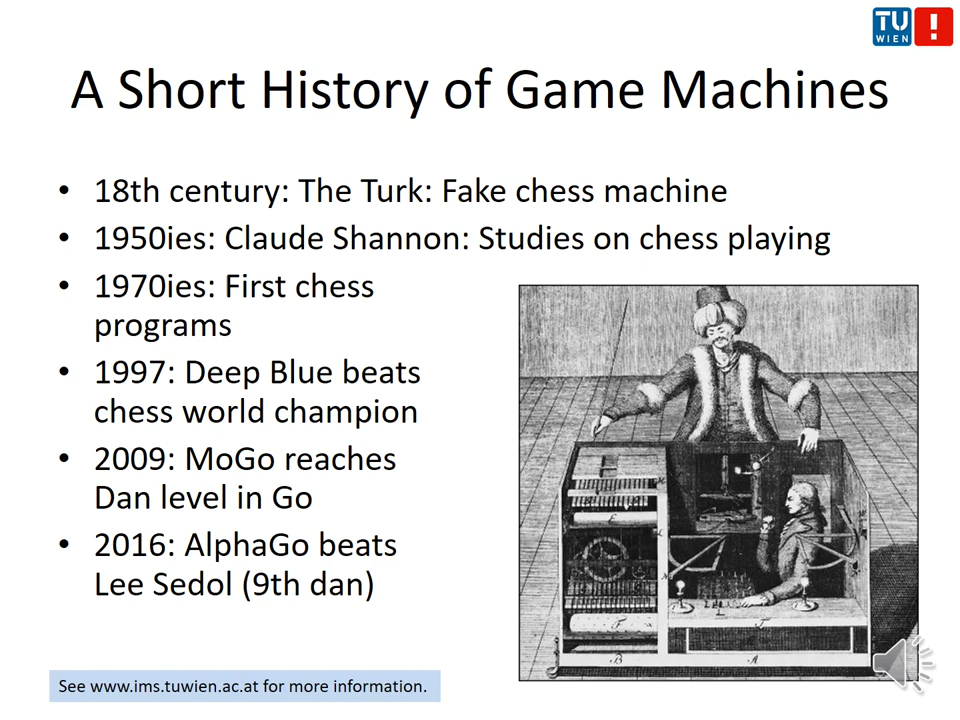 TU
WIEN
!
A Short History of Game Machines
• 18th century: The Turk: Fake chess machine
• 1950ies: Claude Shannon: Studies on chess playing
• 1970ies: First chess
programs
• 1997: Deep Blue beats
chess world champion
• 2009: MoGo reaches
Dan level in Go
• 2016: AlphaGo beats
Lee Sedol (9th dan)
See www.ims.tuwien.ac.at for more information.
B
A